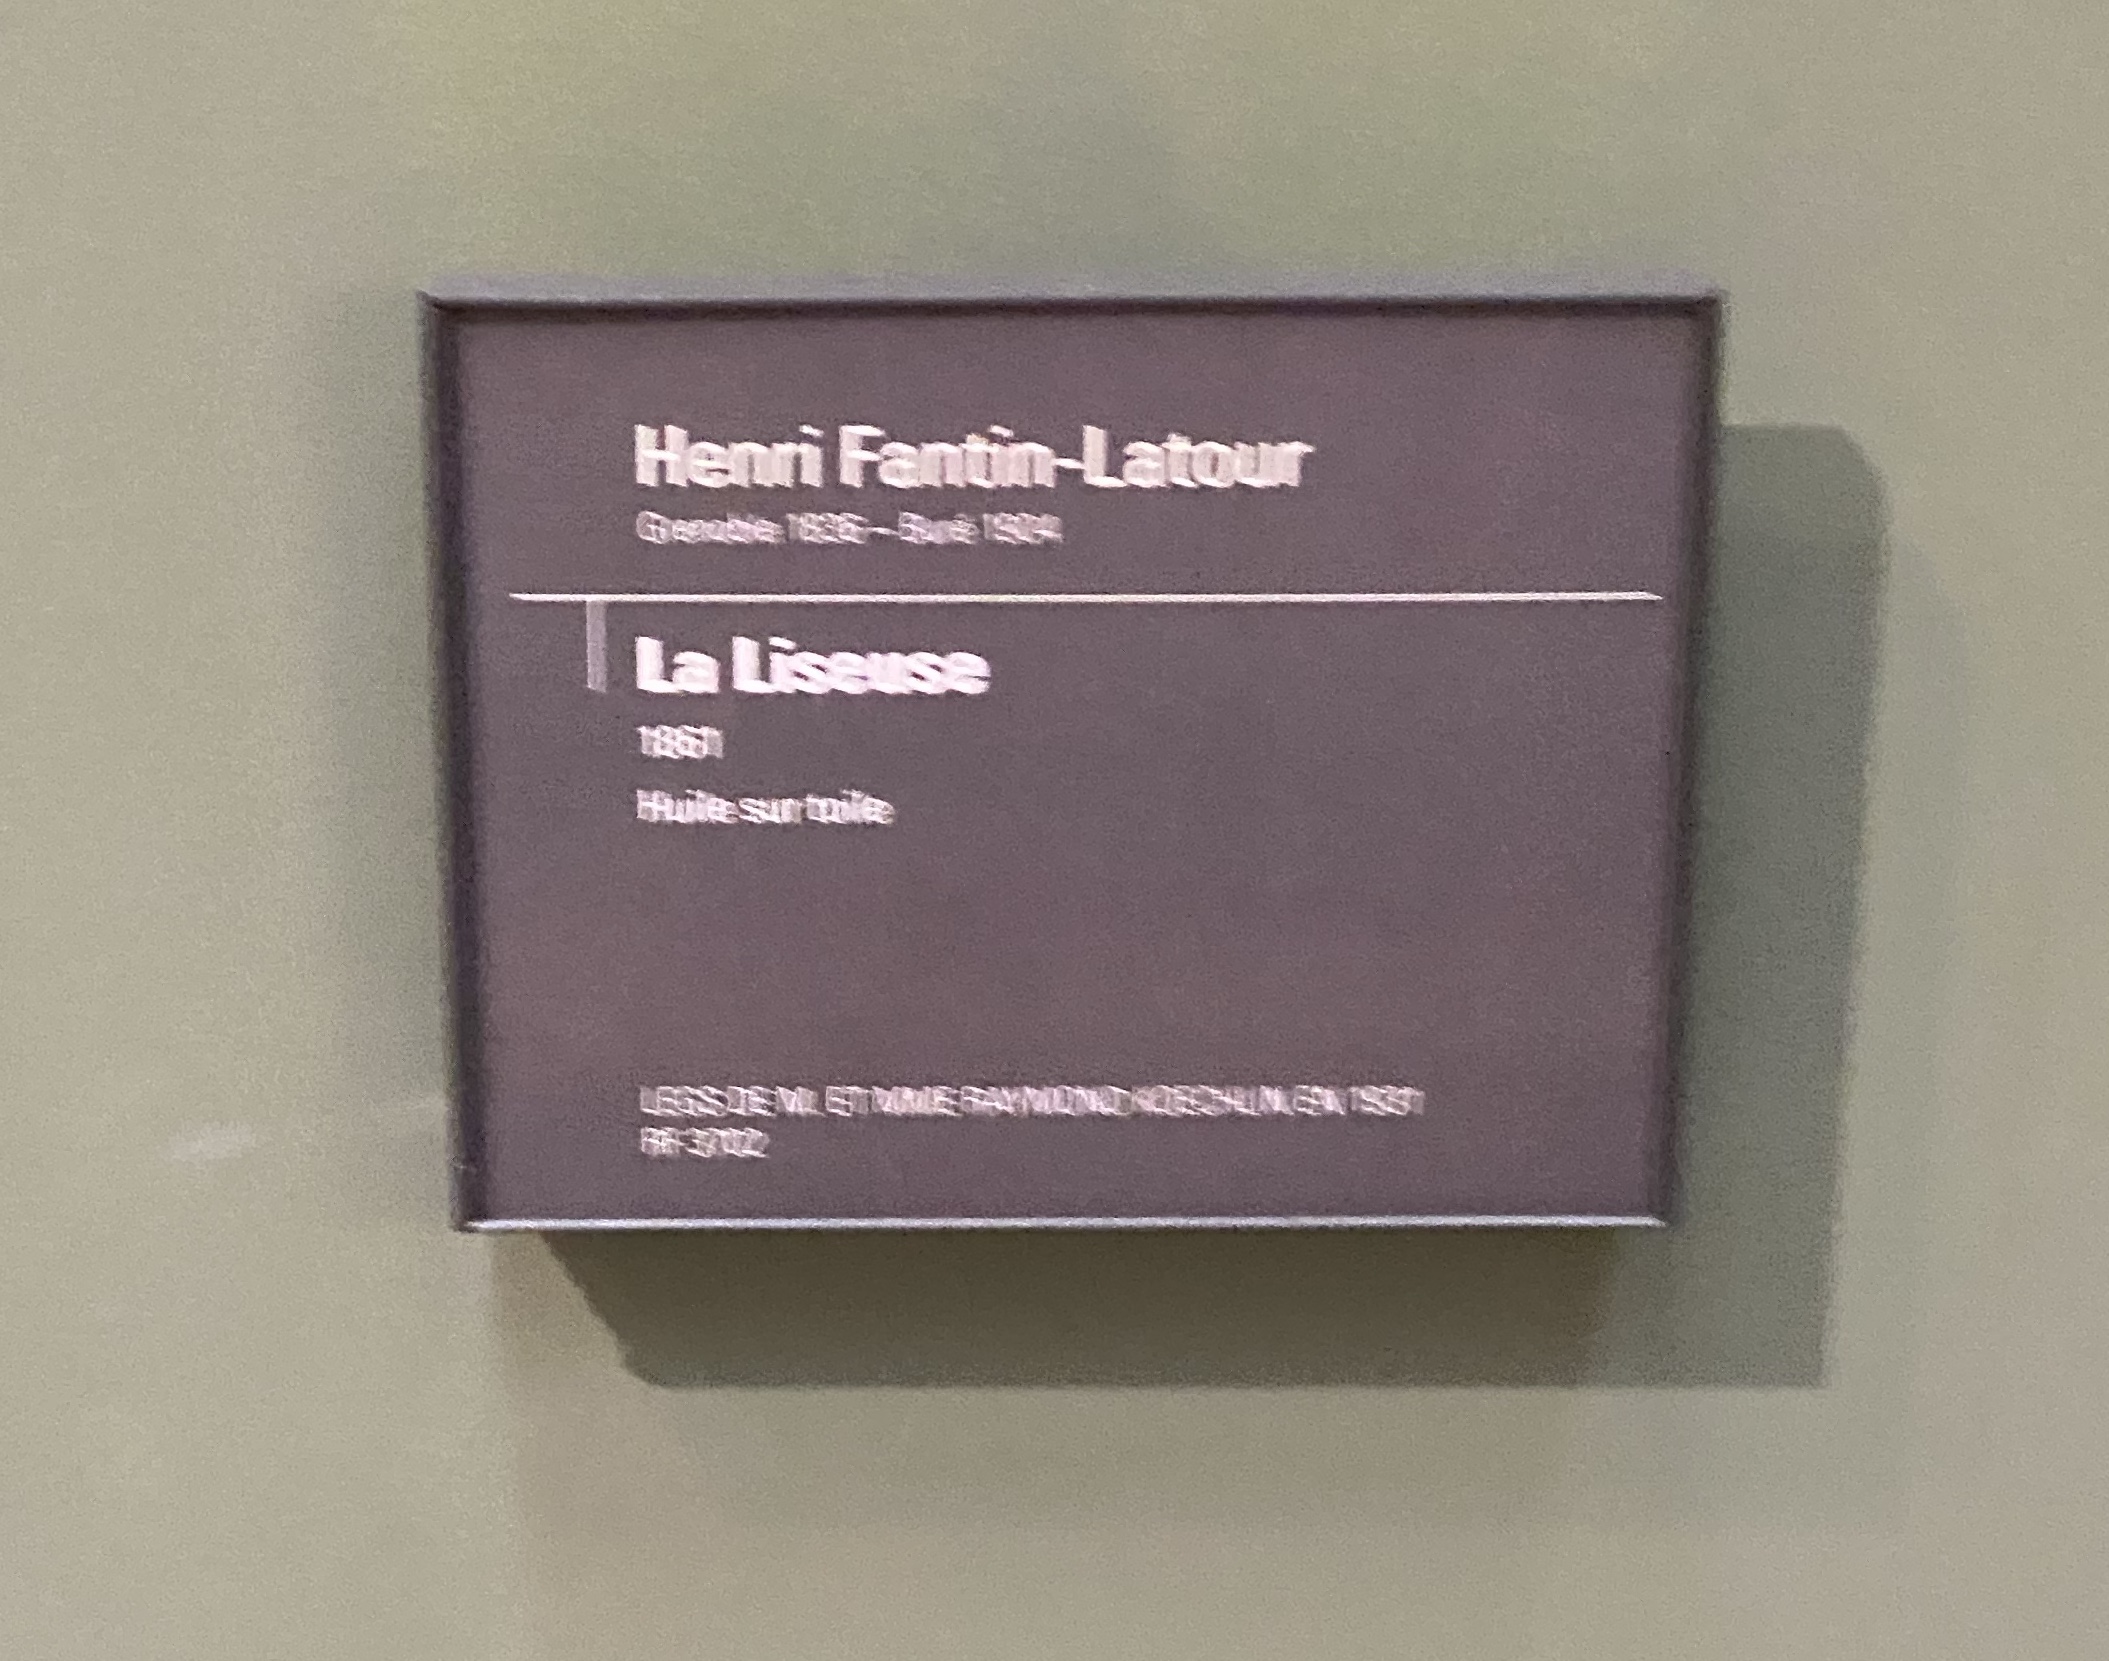 Henri Fantin-Latour
Grenoble 1836 – Buré 1904
La Liseuse
1861
Huile sur toile
LEGS DE M. ET MME RAYMOND KOECHLIN, EN 1931
RF 3702